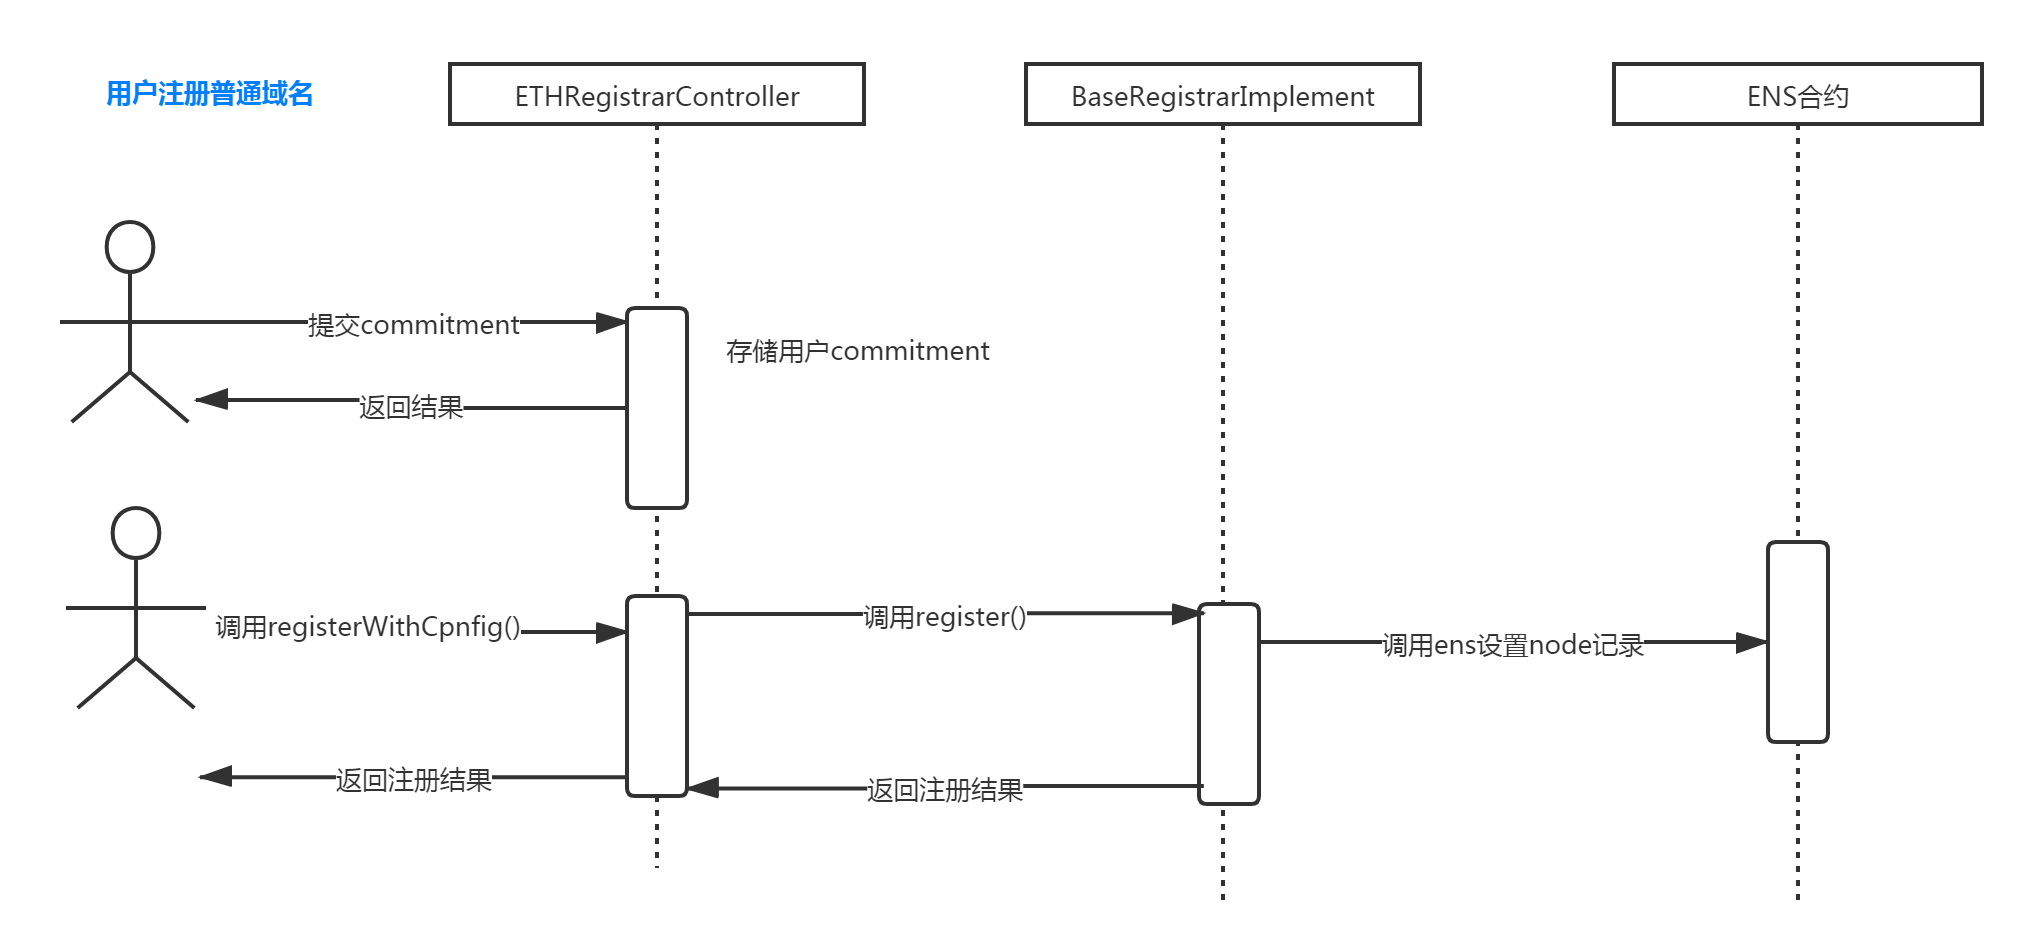 用户注册普通域名
ETHRegistrarController
BaseRegistrarImplement
ENS合约
提交commitment
存储用户commitment
返回结果
调用registerWithCpnfig()
调用register()
调用ens设置node记录
返回注册结果
返回注册结果